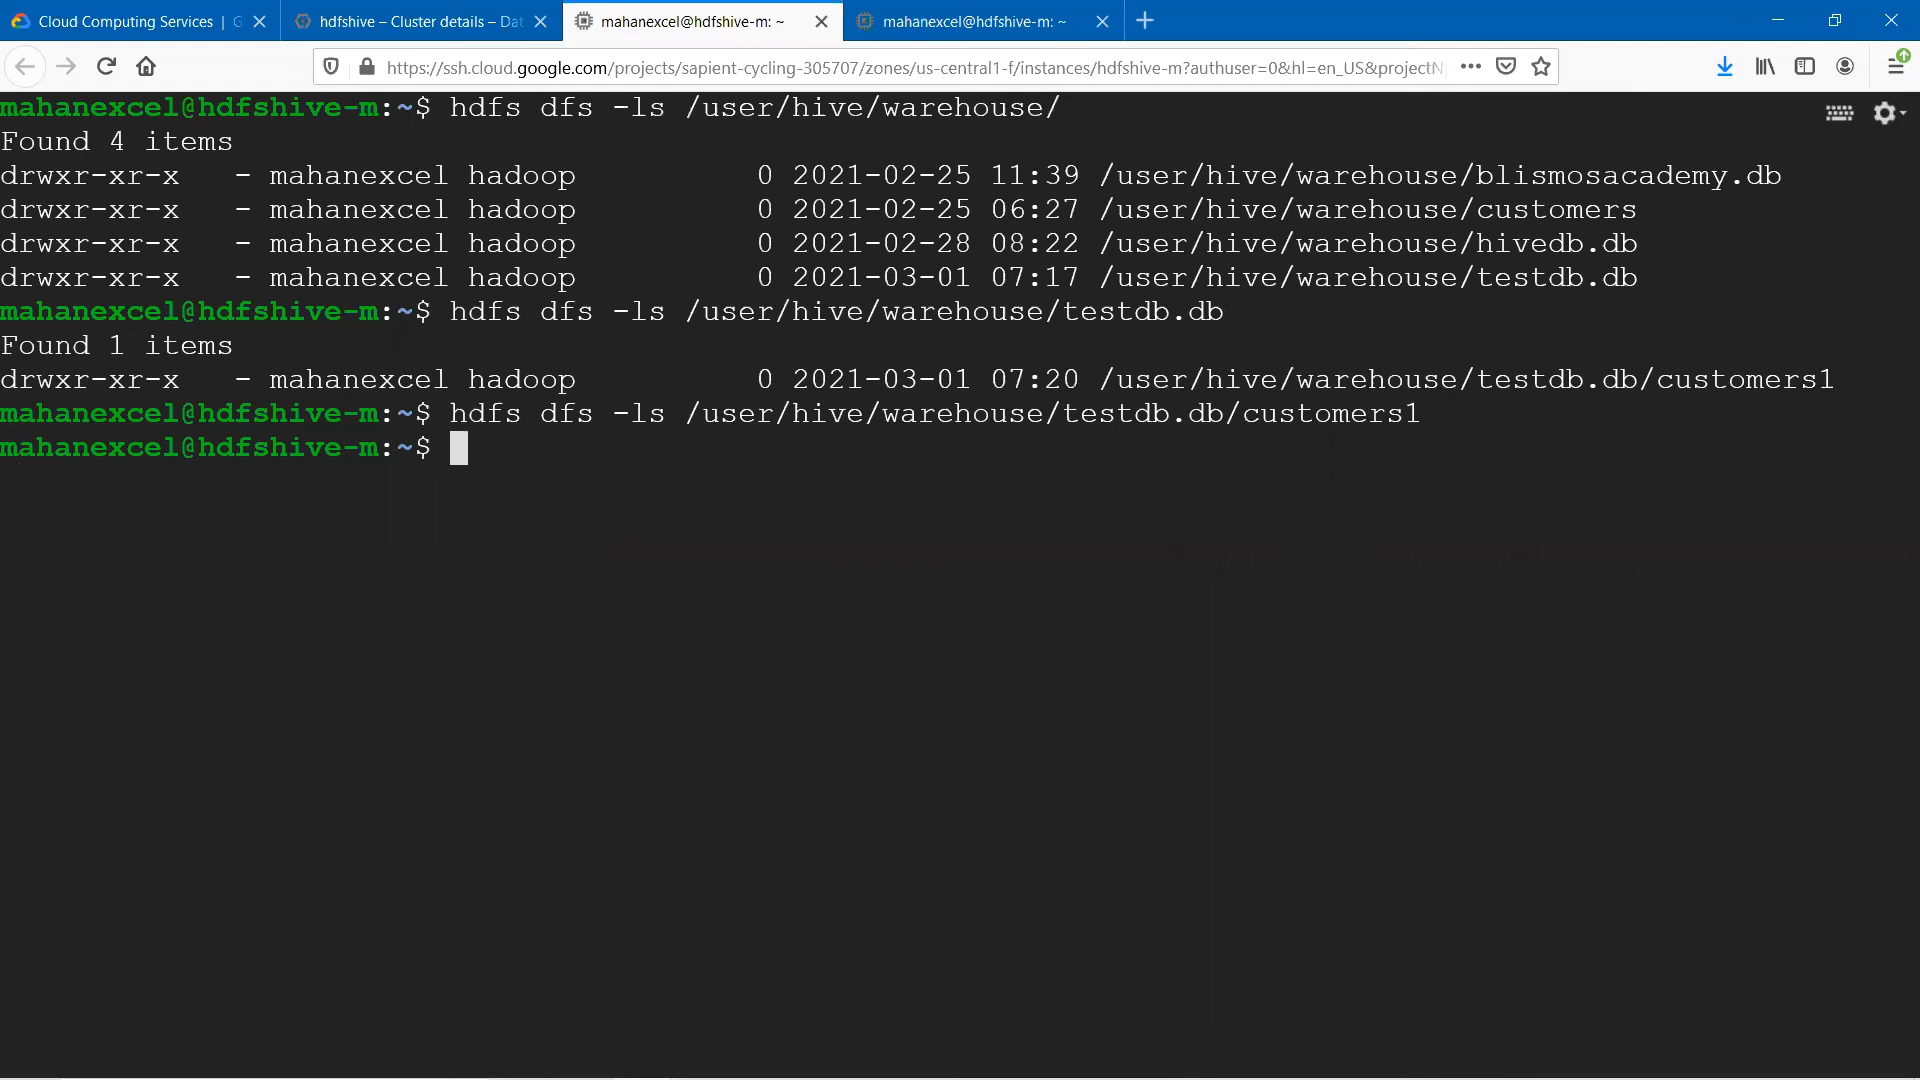 Cloud Computing Services | G
hdfshive – Cluster details – Dat
mahanexcel@hdfshive-m: ~
mahanexcel@hdfshive-m: ~
https://ssh.cloud.google.com/projects/sapient-cycling-305707/zones/us-central1-f/instances/hdfshive-m?authuser=0&hl=en_US&projectN
mahanexcel@hdfshive-m:~$ hdfs dfs -ls /user/hive/warehouse/
Found 4 items
drwxr-xr-x   - mahanexcel hadoop          0 2021-02-25 11:39 /user/hive/warehouse/blismosacademy.db
drwxr-xr-x   - mahanexcel hadoop          0 2021-02-25 06:27 /user/hive/warehouse/customers
drwxr-xr-x   - mahanexcel hadoop          0 2021-02-28 08:22 /user/hive/warehouse/hivedb.db
drwxr-xr-x   - mahanexcel hadoop          0 2021-03-01 07:17 /user/hive/warehouse/testdb.db
mahanexcel@hdfshive-m:~$ hdfs dfs -ls /user/hive/warehouse/testdb.db
Found 1 items
drwxr-xr-x   - mahanexcel hadoop          0 2021-03-01 07:20 /user/hive/warehouse/testdb.db/customers1
mahanexcel@hdfshive-m:~$ hdfs dfs -ls /user/hive/warehouse/testdb.db/customers1
mahanexcel@hdfshive-m:~$